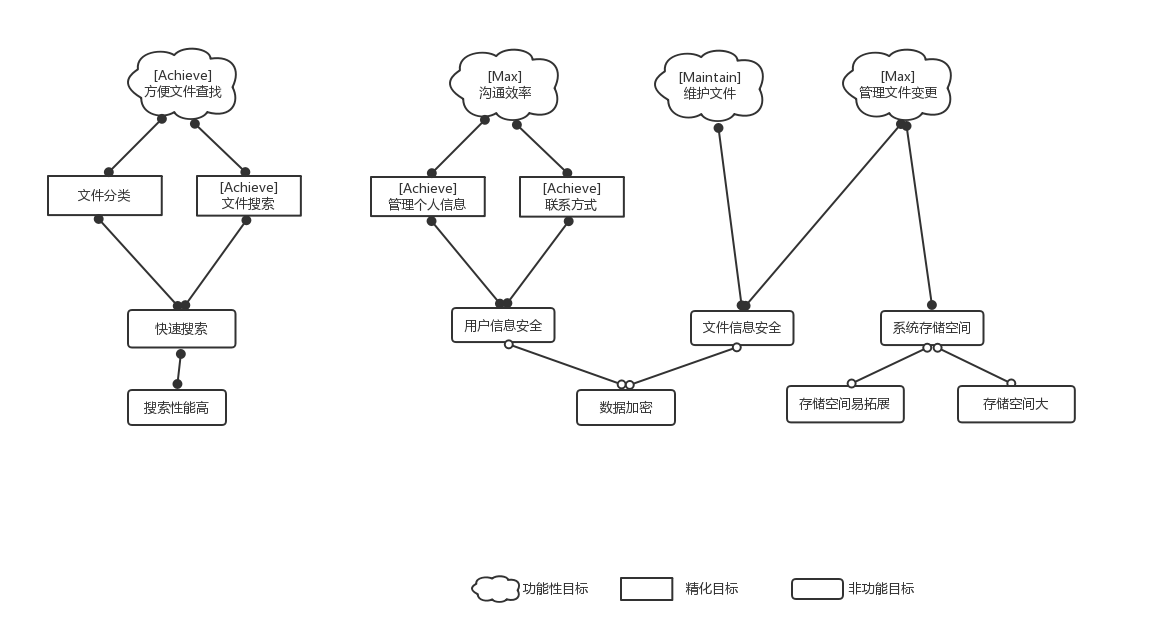 [Achieve]
方便文件查找
[Max]
沟通效率
[Maintain]
维护文件
[Max]
管理文件变更
文件分类
[Achieve]
文件搜索
[Achieve]
管理个人信息
[Achieve]
联系方式
快速搜索
用户信息安全
文件信息安全
系统存储空间
搜索性能高
数据加密
存储空间易拓展
存储空间大
功能性目标
精化目标
非功能目标